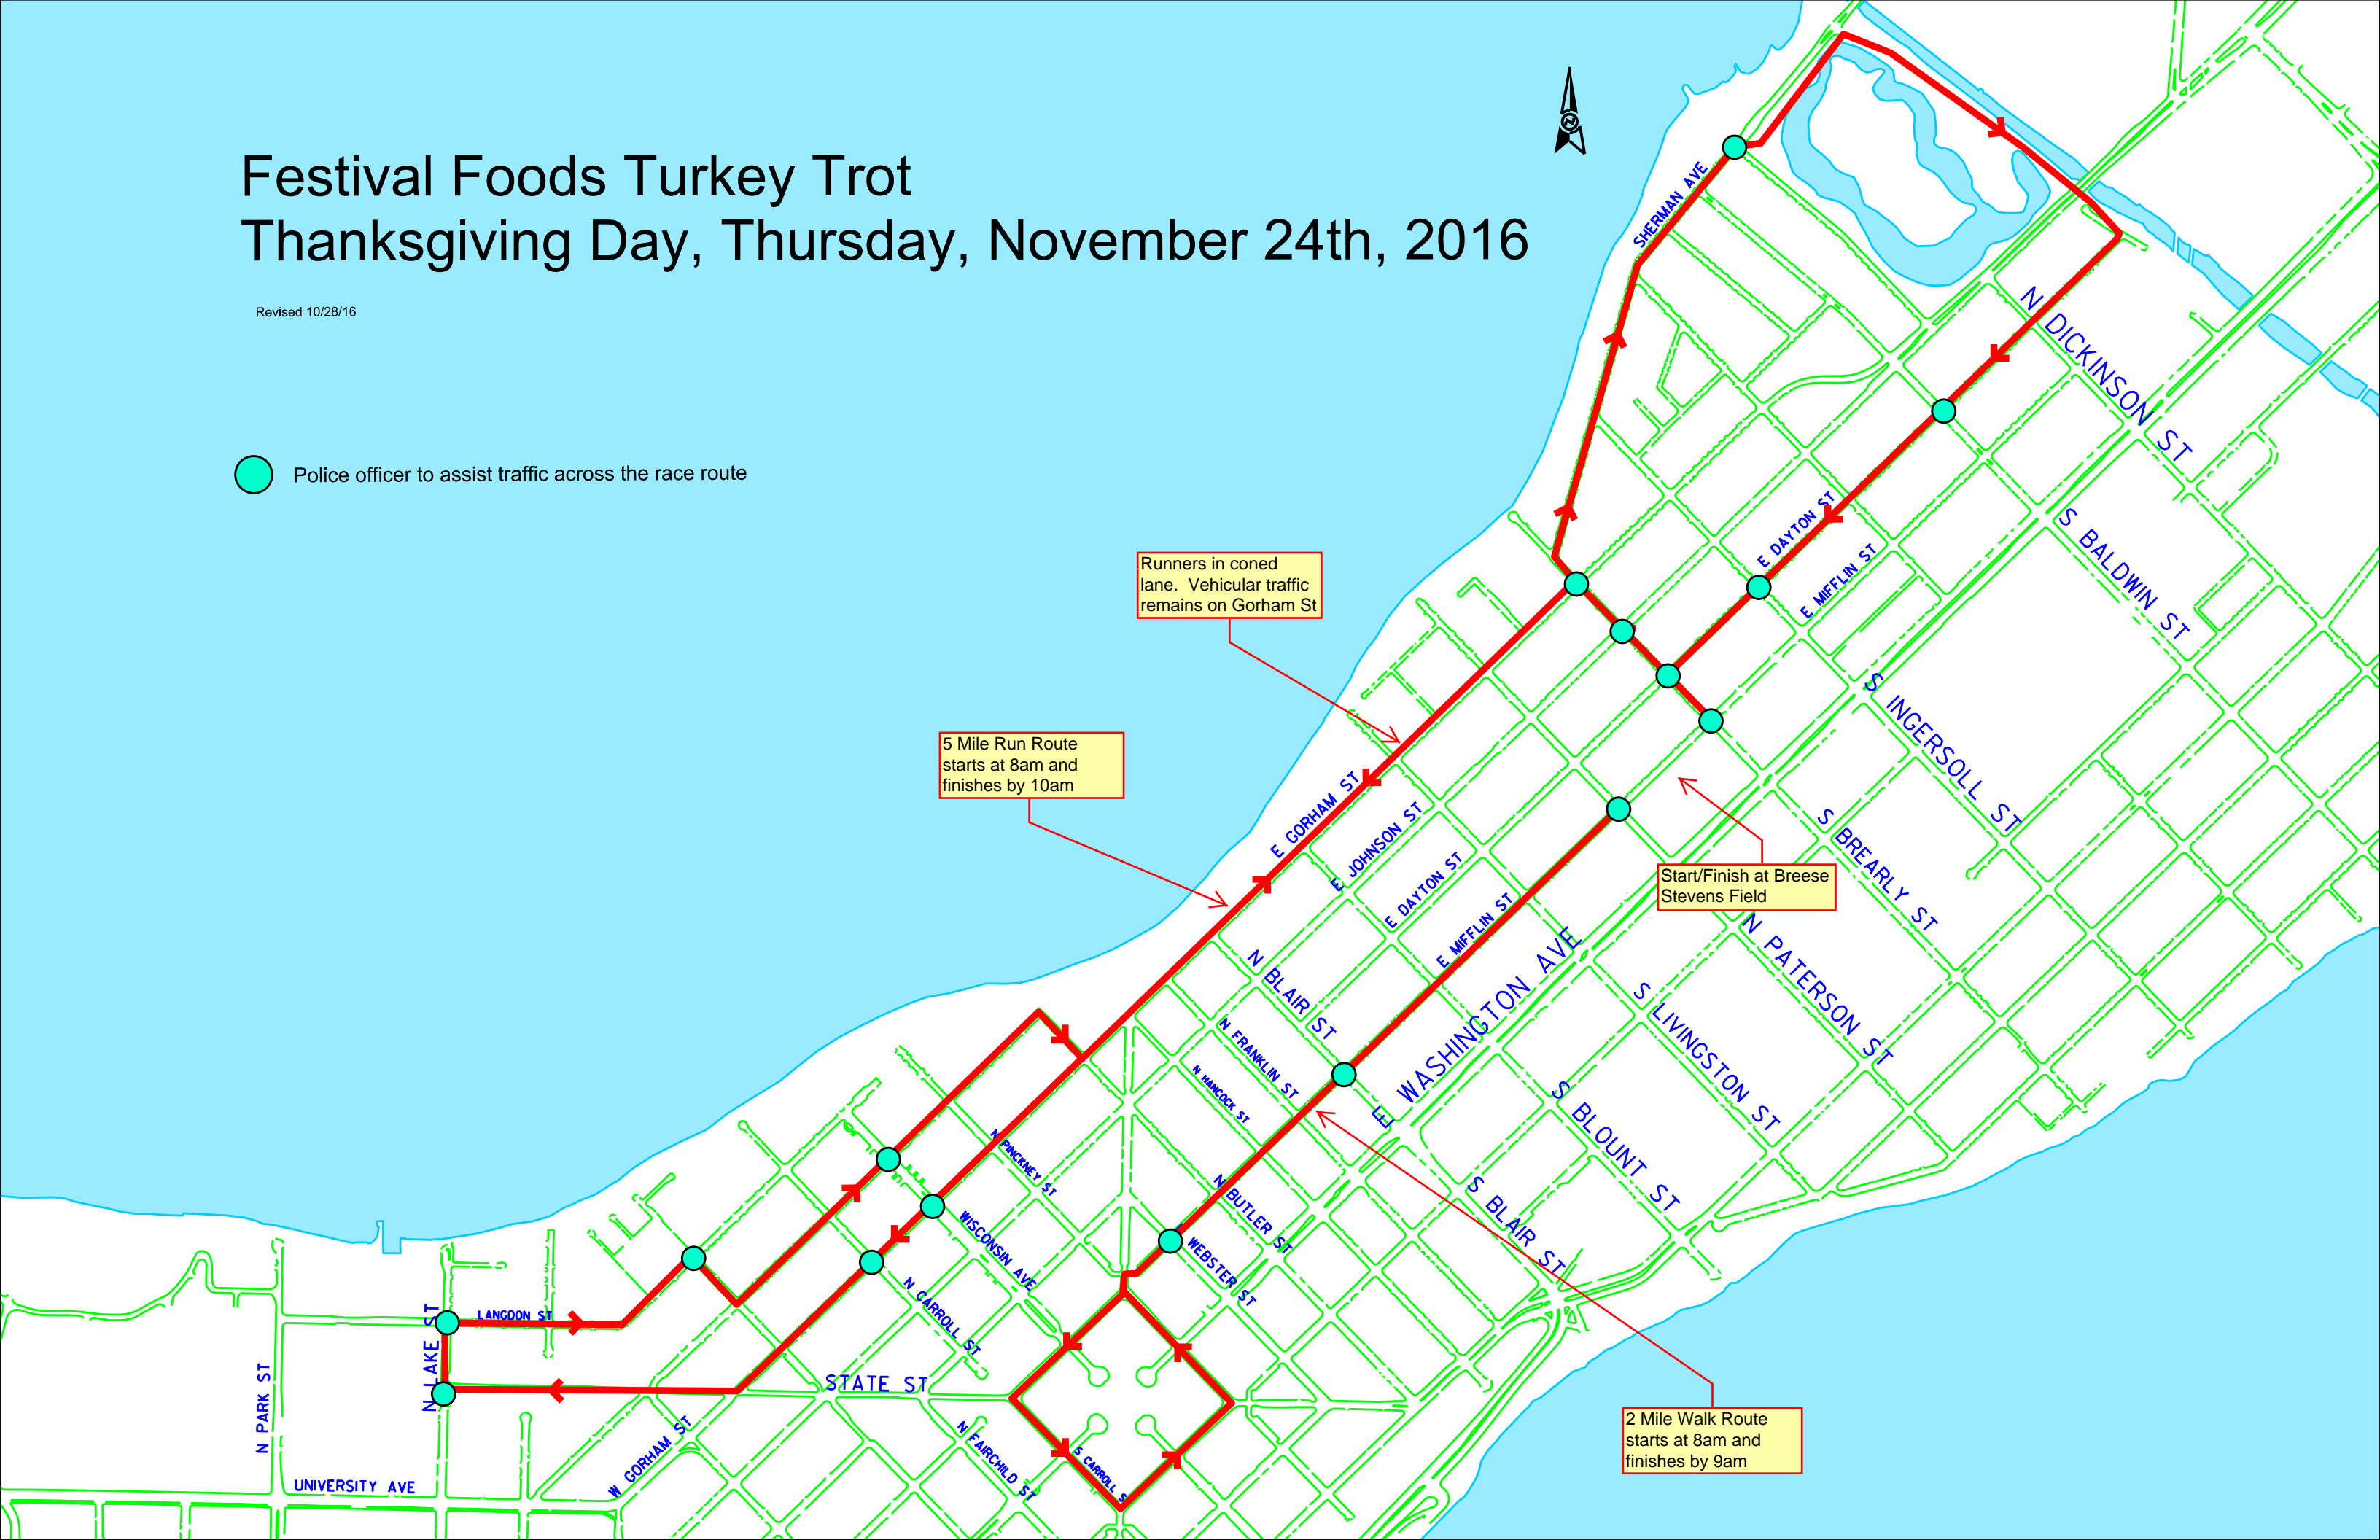 Festival Foods Turkey Trot
Thanksgiving Day, Thursday, November 24th, 2016
Revised 10/28/16
Police officer to assist traffic across the race route
SHERMAN AVE
N DICKINSON ST
E DAYTON ST
E MIFFLIN ST
S BALDWIN ST
Runners in coned
lane. Vehicular traffic
remains on Gorham St
S INGERSOLL ST
5 Mile Run Route
starts at 8am and
finishes by 10am
E GORHAM ST
E JOHNSON ST
E DAYTON ST
E MIFFLIN ST
Start/Finish at Breese
Stevens Field
S BREARLY ST
N PATERSON ST
N BLAIR ST
E WASHINGTON AVE
S LIVINGSTON ST
N FRANKLIN ST
N HANCOCK ST
S BLOUNT ST
N PINCKNEY ST
N BUTLER ST
S BLAIR ST
WISCONSIN AVE
WEBSTER ST
N CARROLL ST
LANGDON ST
N LAKE ST
STATE ST
N PARK ST
W GORHAM ST
N FAIRCHILD ST
S CARROLL S
UNIVERSITY AVE
2 Mile Walk Route
starts at 8am and
finishes by 9am